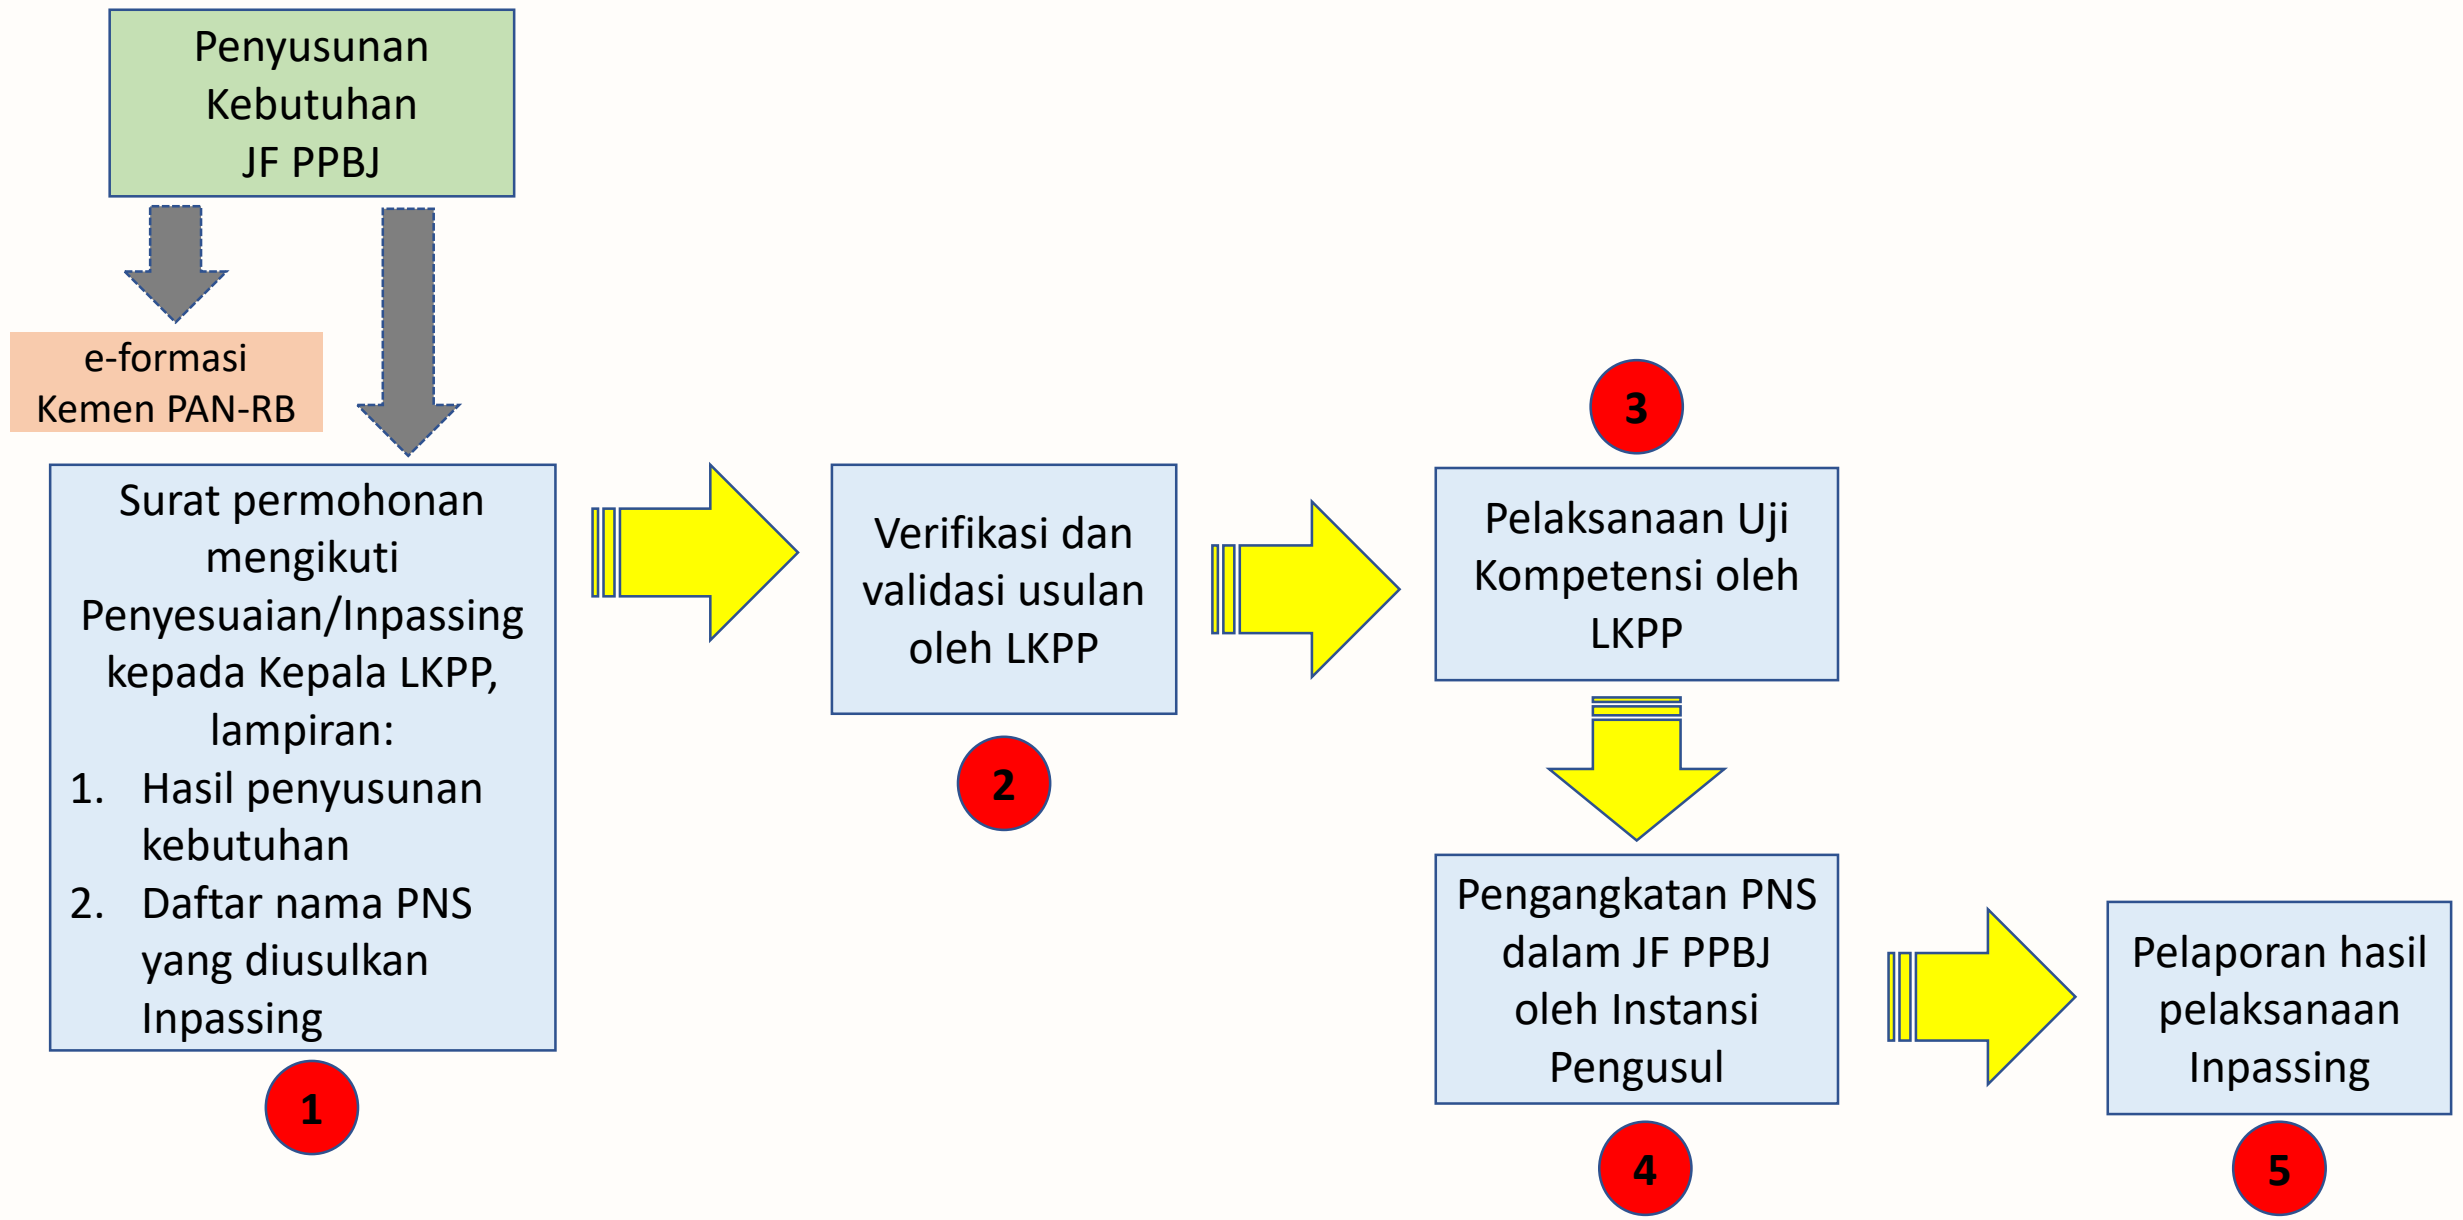 Penyusunan
Kebutuhan
JF PPBJ
e-formasi
Kemen PAN-RB
Surat permohonan
mengikuti
Penyesuaian/Inpassing
kepada Kepala LKPP,
lampiran:
1. Hasil penyusunan
kebutuhan
2. Daftar nama PNS
yang diusulkan
Inpassing
1
Verifikasi dan
validasi usulan
oleh LKPP
2
3
Pelaksanaan Uji
Kompetensi oleh
LKPP
Pengangkatan PNS
dalam JF PPBJ
oleh Instansi
Pengusul
4
Pelaporan hasil
pelaksanaan
Inpassing
5